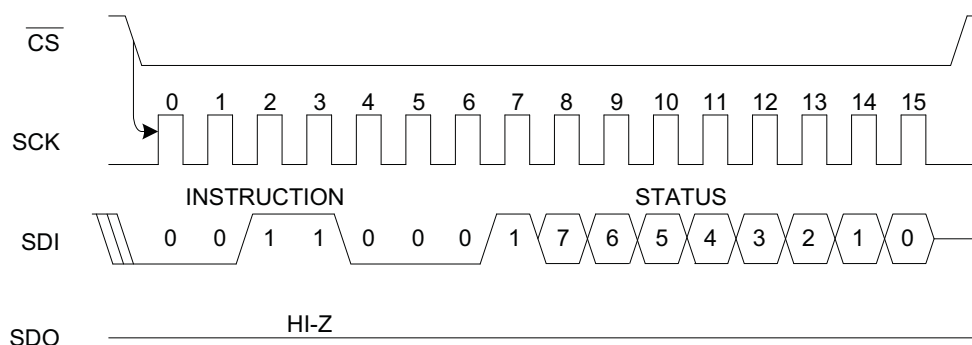 CS
0 1 2 3 4 5 6 7 8 9 10 11 12 13 14 15
SCK
INSTRUCTION STATUS
SDI 0 0 1 1 0 0 0 1 7 6 5 4 3 2 1 0
HI-Z
SDO